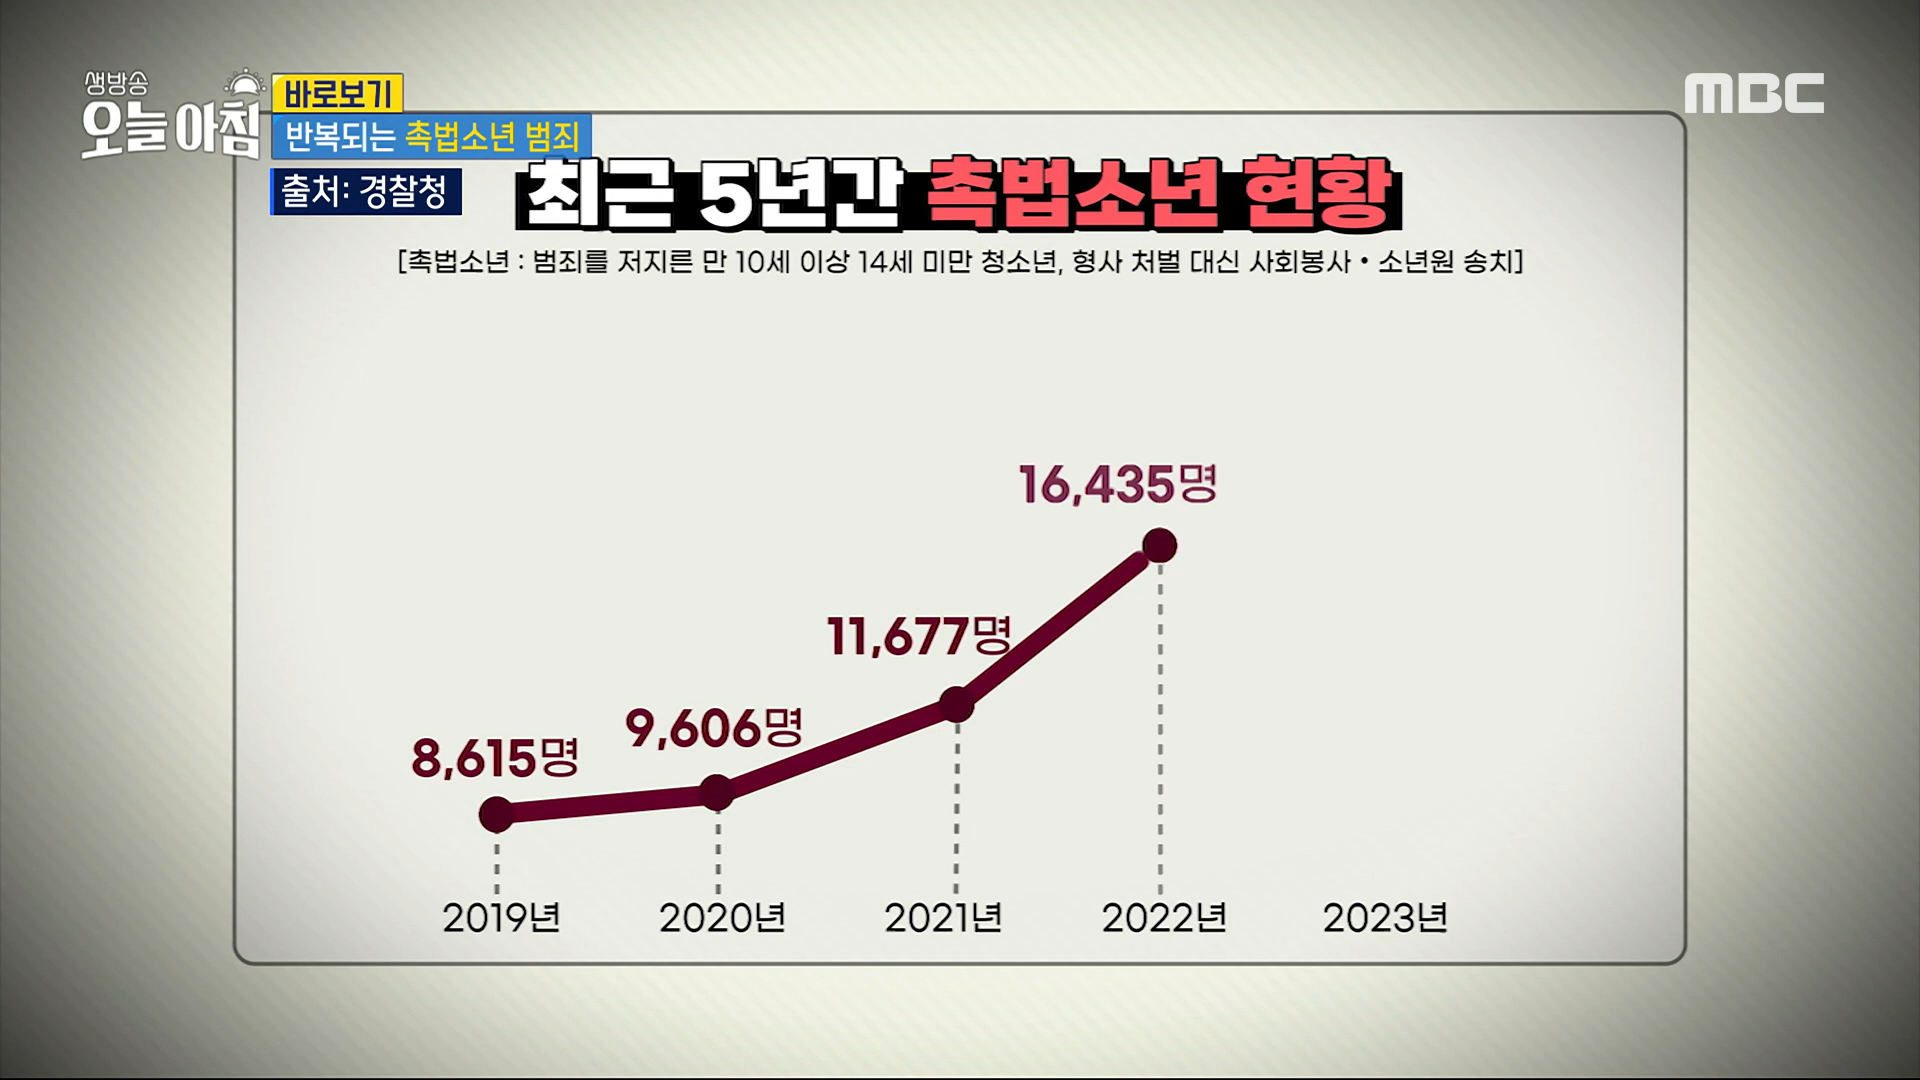 생방송
오늘 아침
바로보기
반복되는 촉법소년 범죄
출처: 경찰청
MBC
최근 5년간 촉법소년 현황
[촉법소년 : 범죄를 저지른 만 10세 이상 14세 미만 청소년, 형사 처벌 대신 사회봉사 • 소년원 송치]
16,435명
11,677명
9,606명
8,615명
2019년 2020년 2021년 2022년 2023년